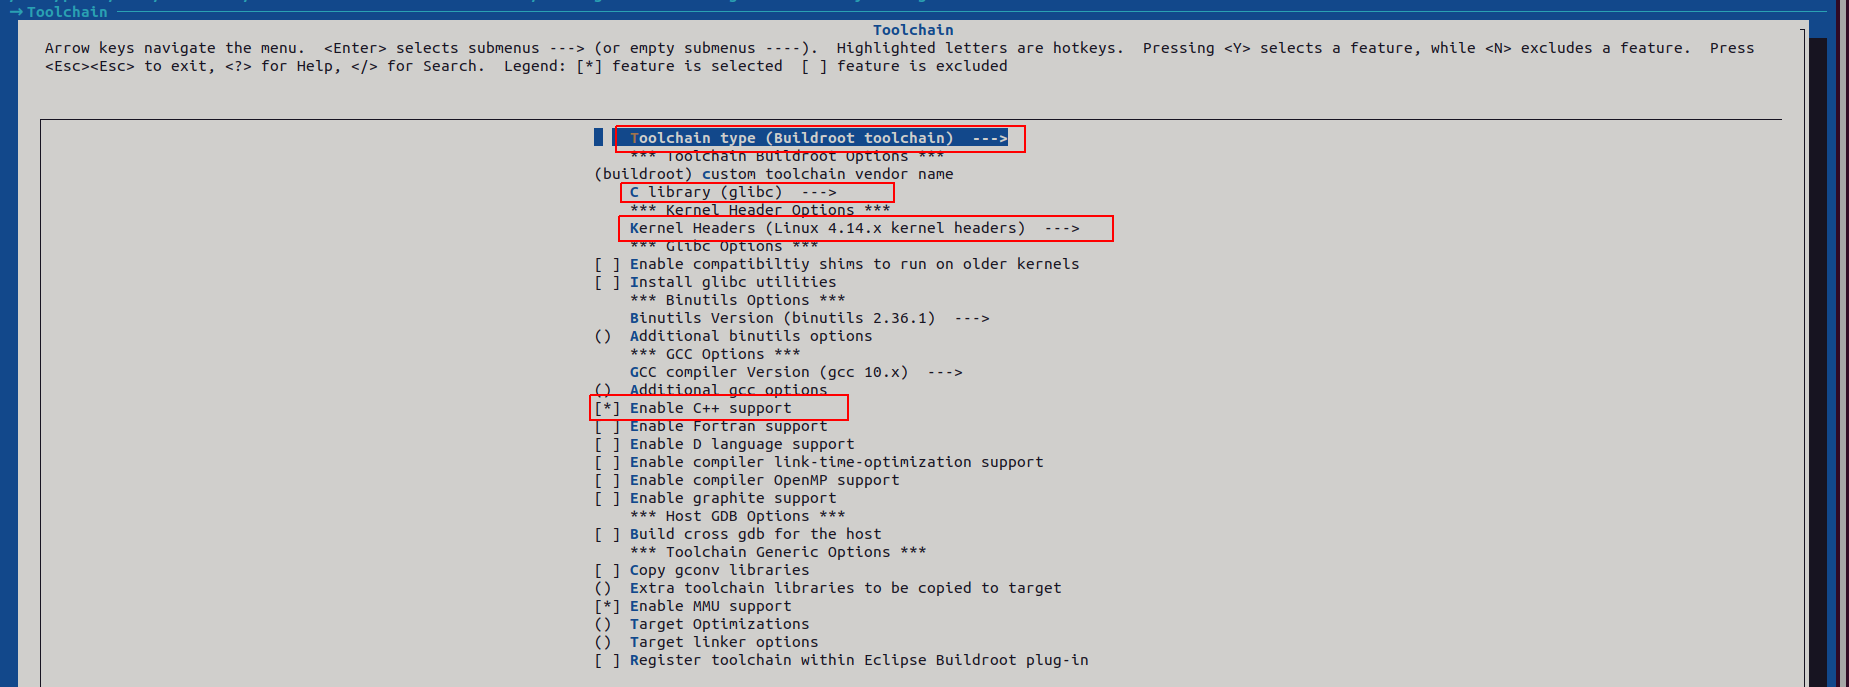 → Toolchain
Toolchain
Arrow keys navigate the menu.  <Enter> selects submenus ---> (or empty submenus ----).  Highlighted letters are hotkeys.  Pressing <Y> selects a feature, while <N> excludes a feature.  Press
<Esc><Esc> to exit, <?> for Help, </> for Search.  Legend: [*] feature is selected  [ ] feature is excluded
Toolchain type (Buildroot toolchain)  --->
*** Toolchain Buildroot Options ***
(buildroot) custom toolchain vendor name
C library (glibc)  --->
*** Kernel Header Options ***
Kernel Headers (Linux 4.14.x kernel headers)  --->
*** Glibc Options ***
[ ] Enable compatibiltiy shims to run on older kernels
[ ] Install glibc utilities
*** Binutils Options ***
Binutils Version (binutils 2.36.1)  --->
()  Additional binutils options
*** GCC Options ***
GCC compiler Version (gcc 10.x)  --->
()  Additional gcc options
[*] Enable C++ support
[ ] Enable Fortran support
[ ] Enable D language support
[ ] Enable compiler link-time-optimization support
[ ] Enable compiler OpenMP support
[ ] Enable graphite support
*** Host GDB Options ***
[ ] Build cross gdb for the host
*** Toolchain Generic Options ***
[ ] Copy gconv libraries
()  Extra toolchain libraries to be copied to target
[*] Enable MMU support
()  Target Optimizations
()  Target linker options
[ ] Register toolchain within Eclipse Buildroot plug-in